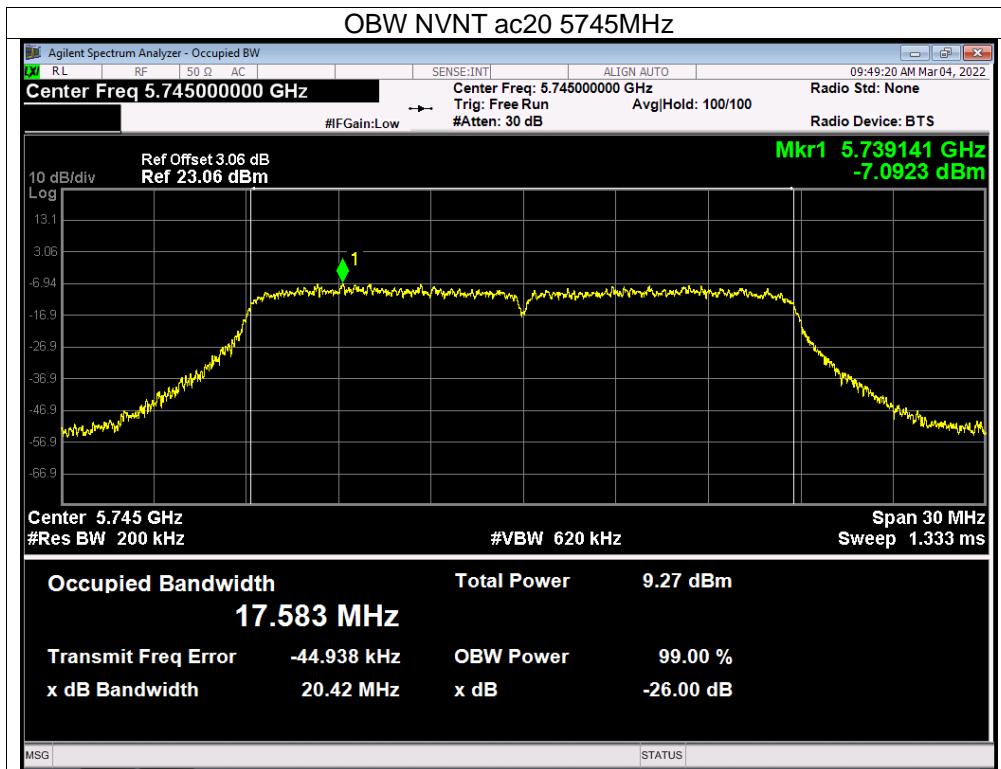 OBW NVNT ac20 5745MHz
Agilent Spectrum Analyzer - Occupied BW
LXI RL RF 50 Ω AC SENSE:INT ALIGN AUTO 09:49:20 AM Mar 04, 2022
Center Freq 5.745000000 GHz Center Freq: 5.745000000 GHz Radio Std: None
Trig: Free Run Avg|Hold: 100/100
#IFGain:Low #Atten: 30 dB Radio Device: BTS
Mkr1 5.739141 GHz
-7.0923 dBm
Ref Offset 3.06 dB
10 dB/div Ref 23.06 dBm
Log
13.1
3.06
1
-6.94
-16.9
-26.9
-36.9
-46.9
-56.9
-66.9
Center 5.745 GHz Span 30 MHz
#Res BW 200 kHz #VBW 620 kHz Sweep 1.333 ms
Occupied Bandwidth Total Power 9.27 dBm
17.583 MHz
Transmit Freq Error -44.938 kHz OBW Power 99.00 %
x dB Bandwidth 20.42 MHz x dB -26.00 dB
MSG STATUS